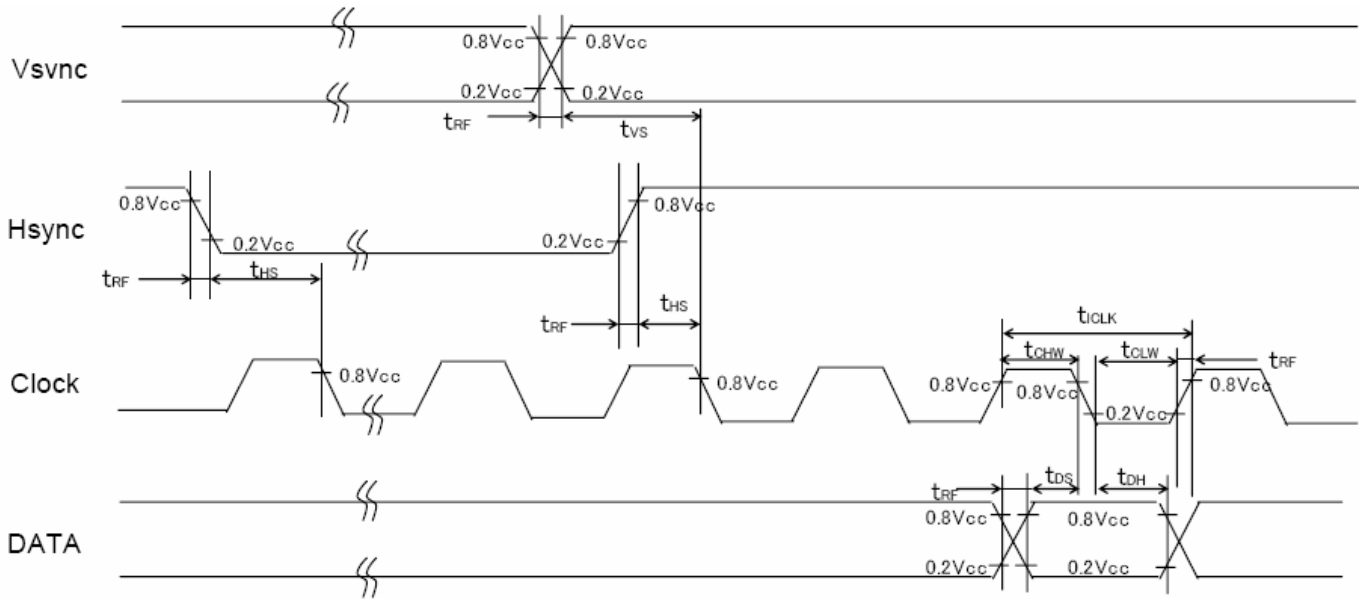 0.8Vcc 0.8Vcc
Vsvnc
0.2Vcc 0.2Vcc
tRF tVS
0.8Vcc 0.8Vcc
Hsync
0.2Vcc 0.2Vcc
tRF tHS
tRF tHS
tICLK
tCHW tCLW tRF
Clock
0.8Vcc 0.8Vcc 0.8Vcc 0.8Vcc 0.8Vcc
0.2Vcc
tRF tDS tDH
0.8Vcc 0.8Vcc
DATA
0.2Vcc 0.2Vcc